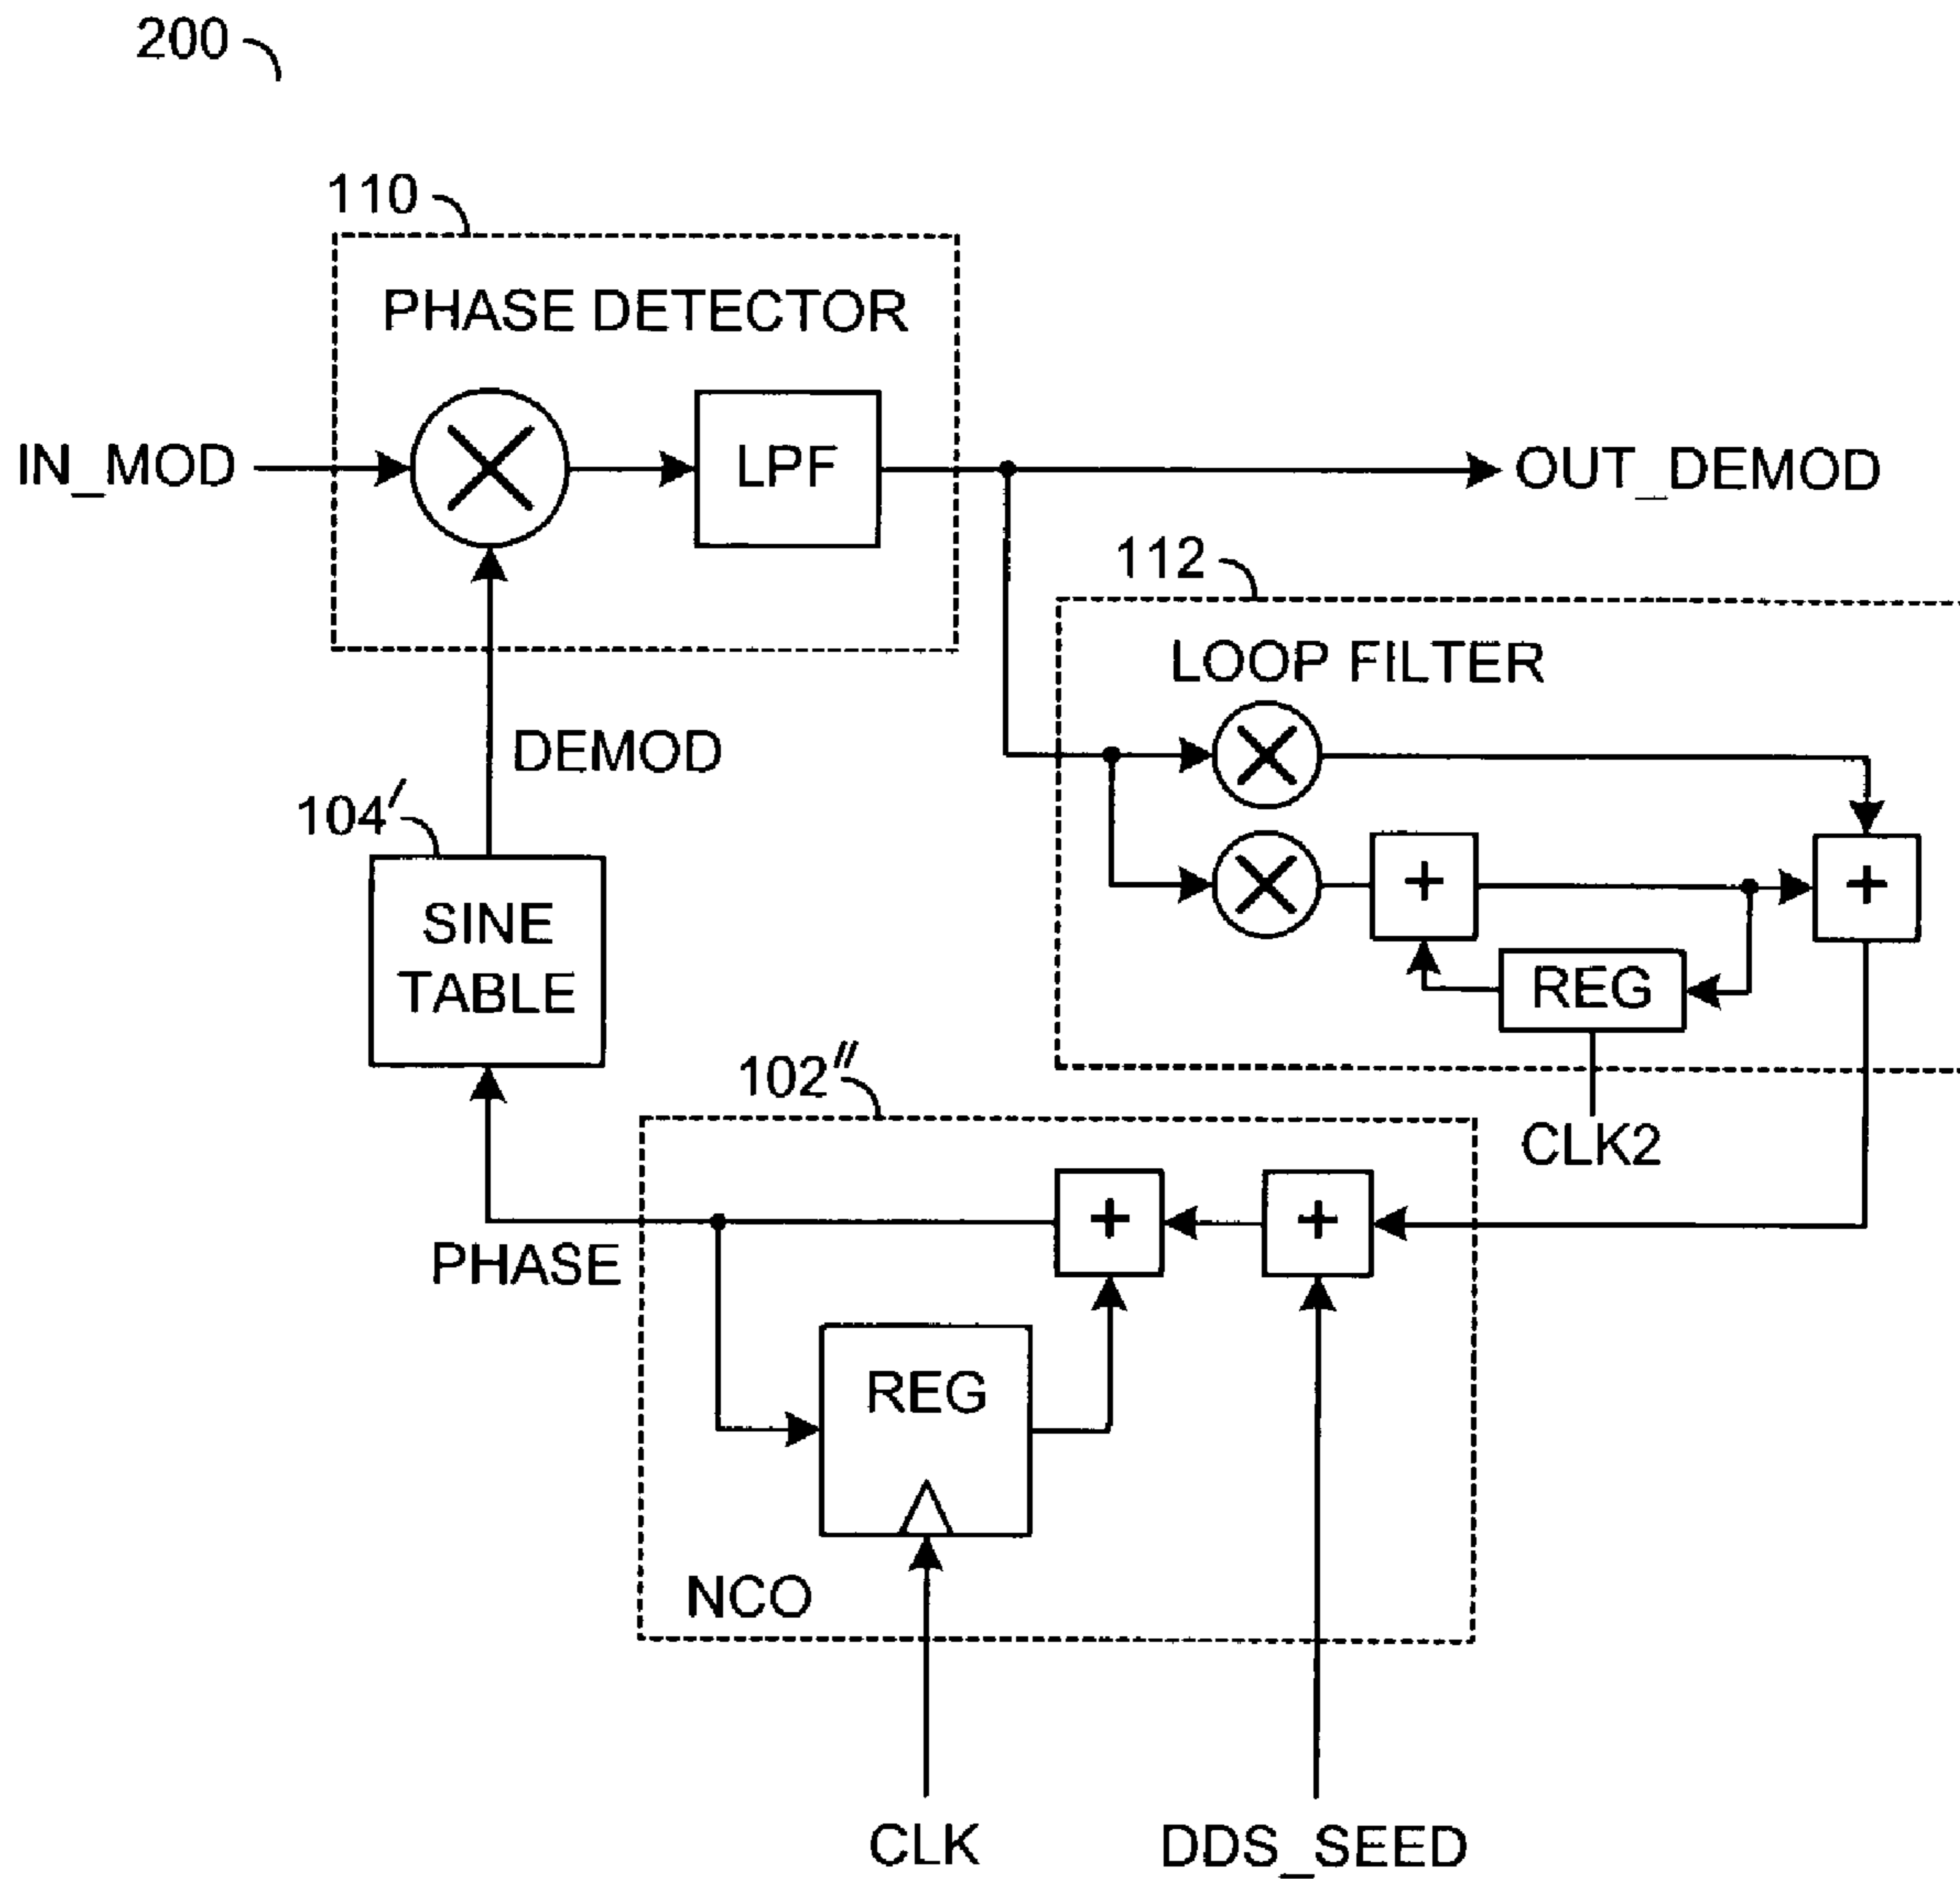 200
110
PHASE DETECTOR
IN_MOD
LPF
OUT_DEMOD
112
LOOP FILTER
DEMOD
104′
SINE
TABLE
+
+
REG
102″
CLK2
+
+
PHASE
REG
NCO
CLK
DDS_SEED